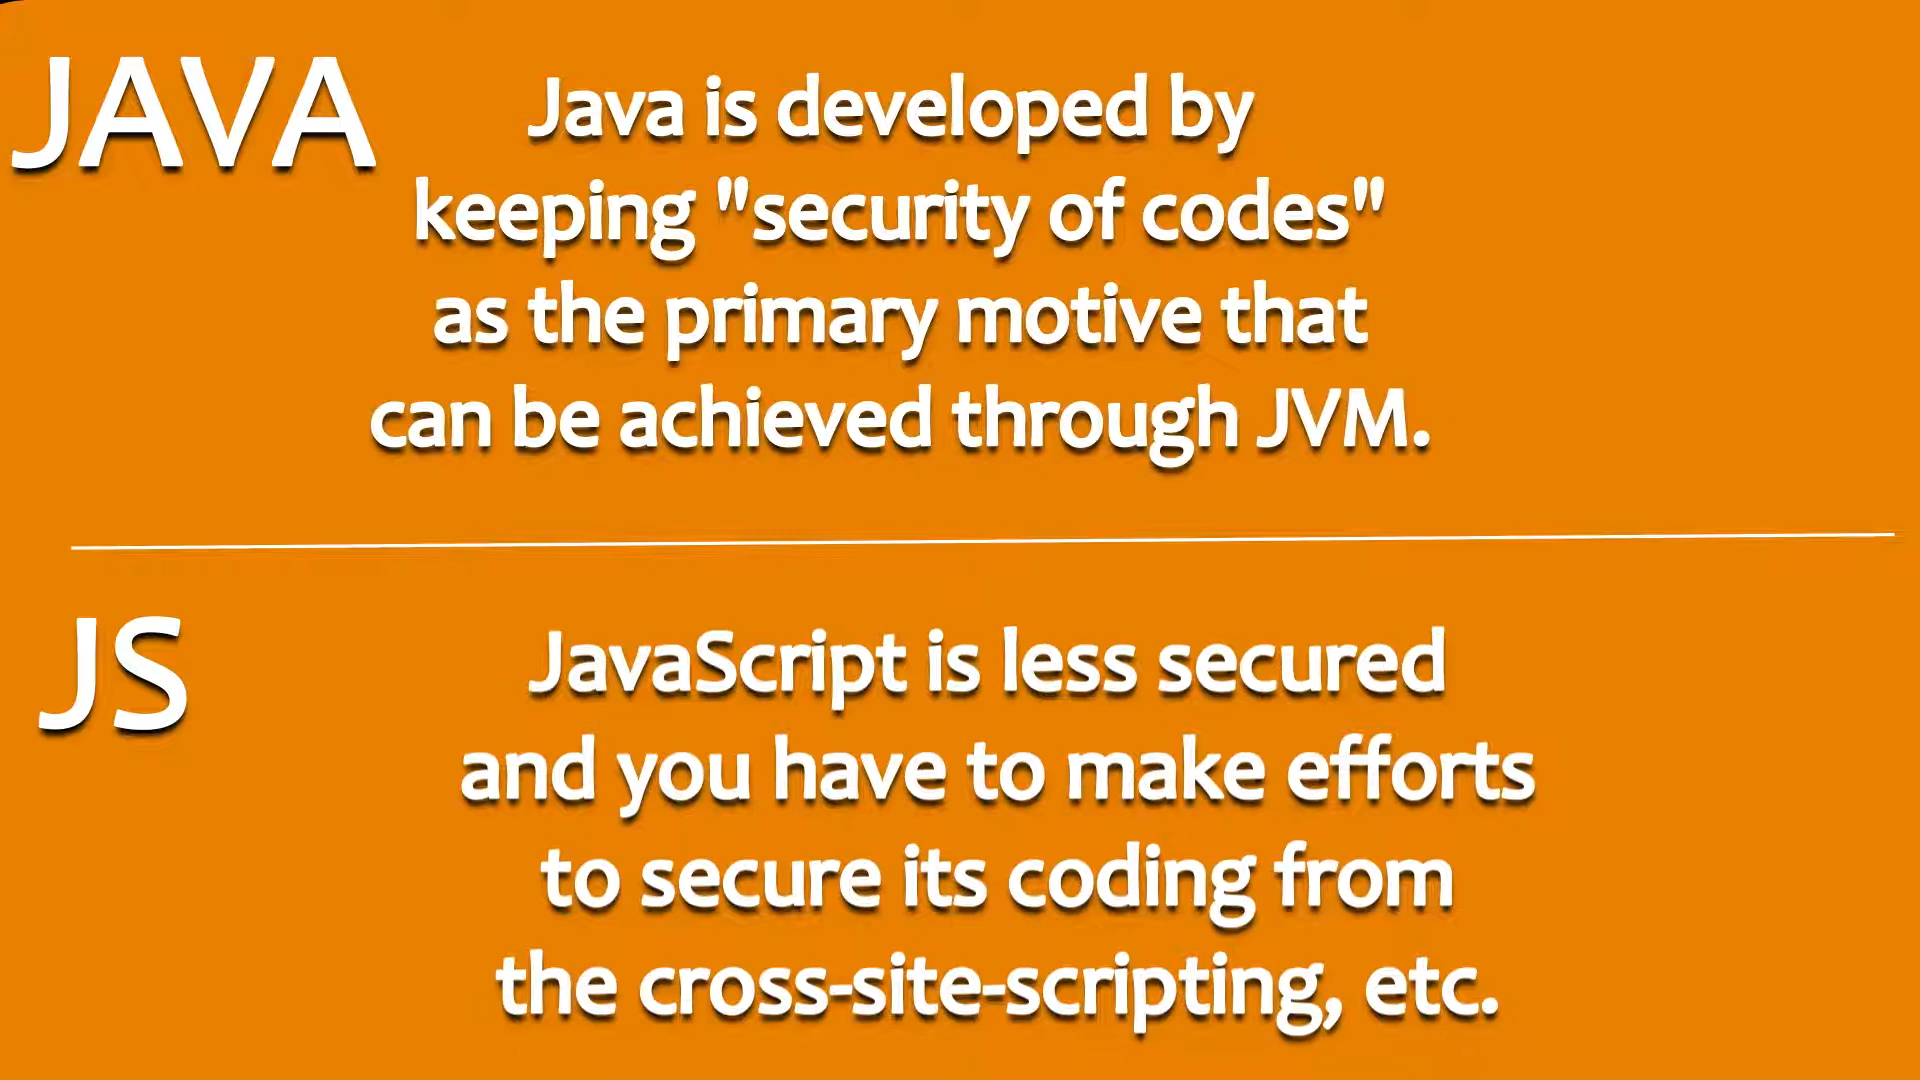 JAVA
Java is developed by
keeping "security of codes"
as the primary motive that
can be achieved through JVM.
JS
JavaScript is less secured
and you have to make efforts
to secure its coding from
the cross-site-scripting, etc.